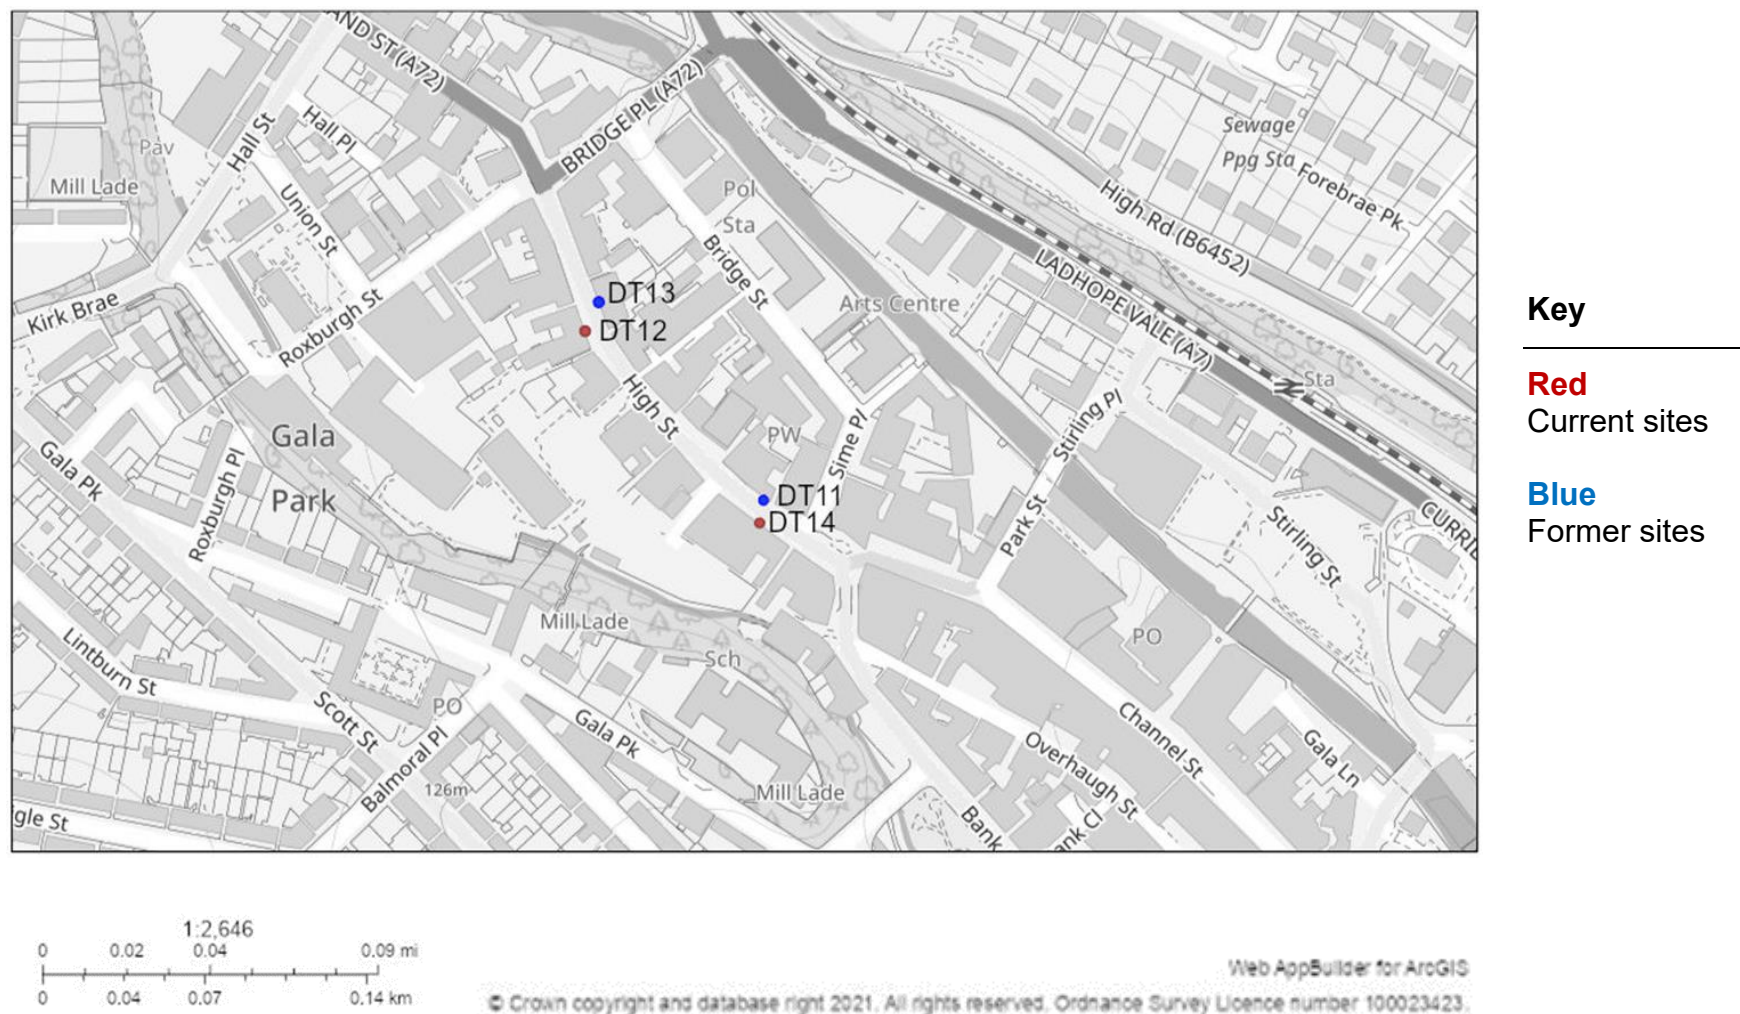 AND ST (A72)
BRIDGE PL (A72)
Hall St
Hall Pl
Pav
Mill Lade
Union St
Kirk Brae
Roxburgh St
Pol
Sta
Bridge St
Arts Centre
Sewage
Ppg Sta
Forebrae Pk
High Rd (B6452)
LADHOPE VALE (A7)
Sta
DT13
DT12
High St
PW
Sime Pl
Stirling Pl
DT11
DT14
Park St
Stirling St
CURRIE
Gala
Park
Gala Pk
Roxburgh Pl
Mill Lade
Sch
PO
Lintburn St
Scott St
PO
Balmoral Pl
126m
Gala Pk
Mill Lade
Channel St
Overhaugh St
Gala Ln
Bank
ank Cl
gle St
Key
Red
Current sites
Blue
Former sites
1:2,646
0 0.02 0.04 0.09 mi
0 0.04 0.07 0.14 km
Web AppBuilder for ArcGIS
© Crown copyright and database right 2021. All rights reserved. Ordnance Survey Licence number 100023423.